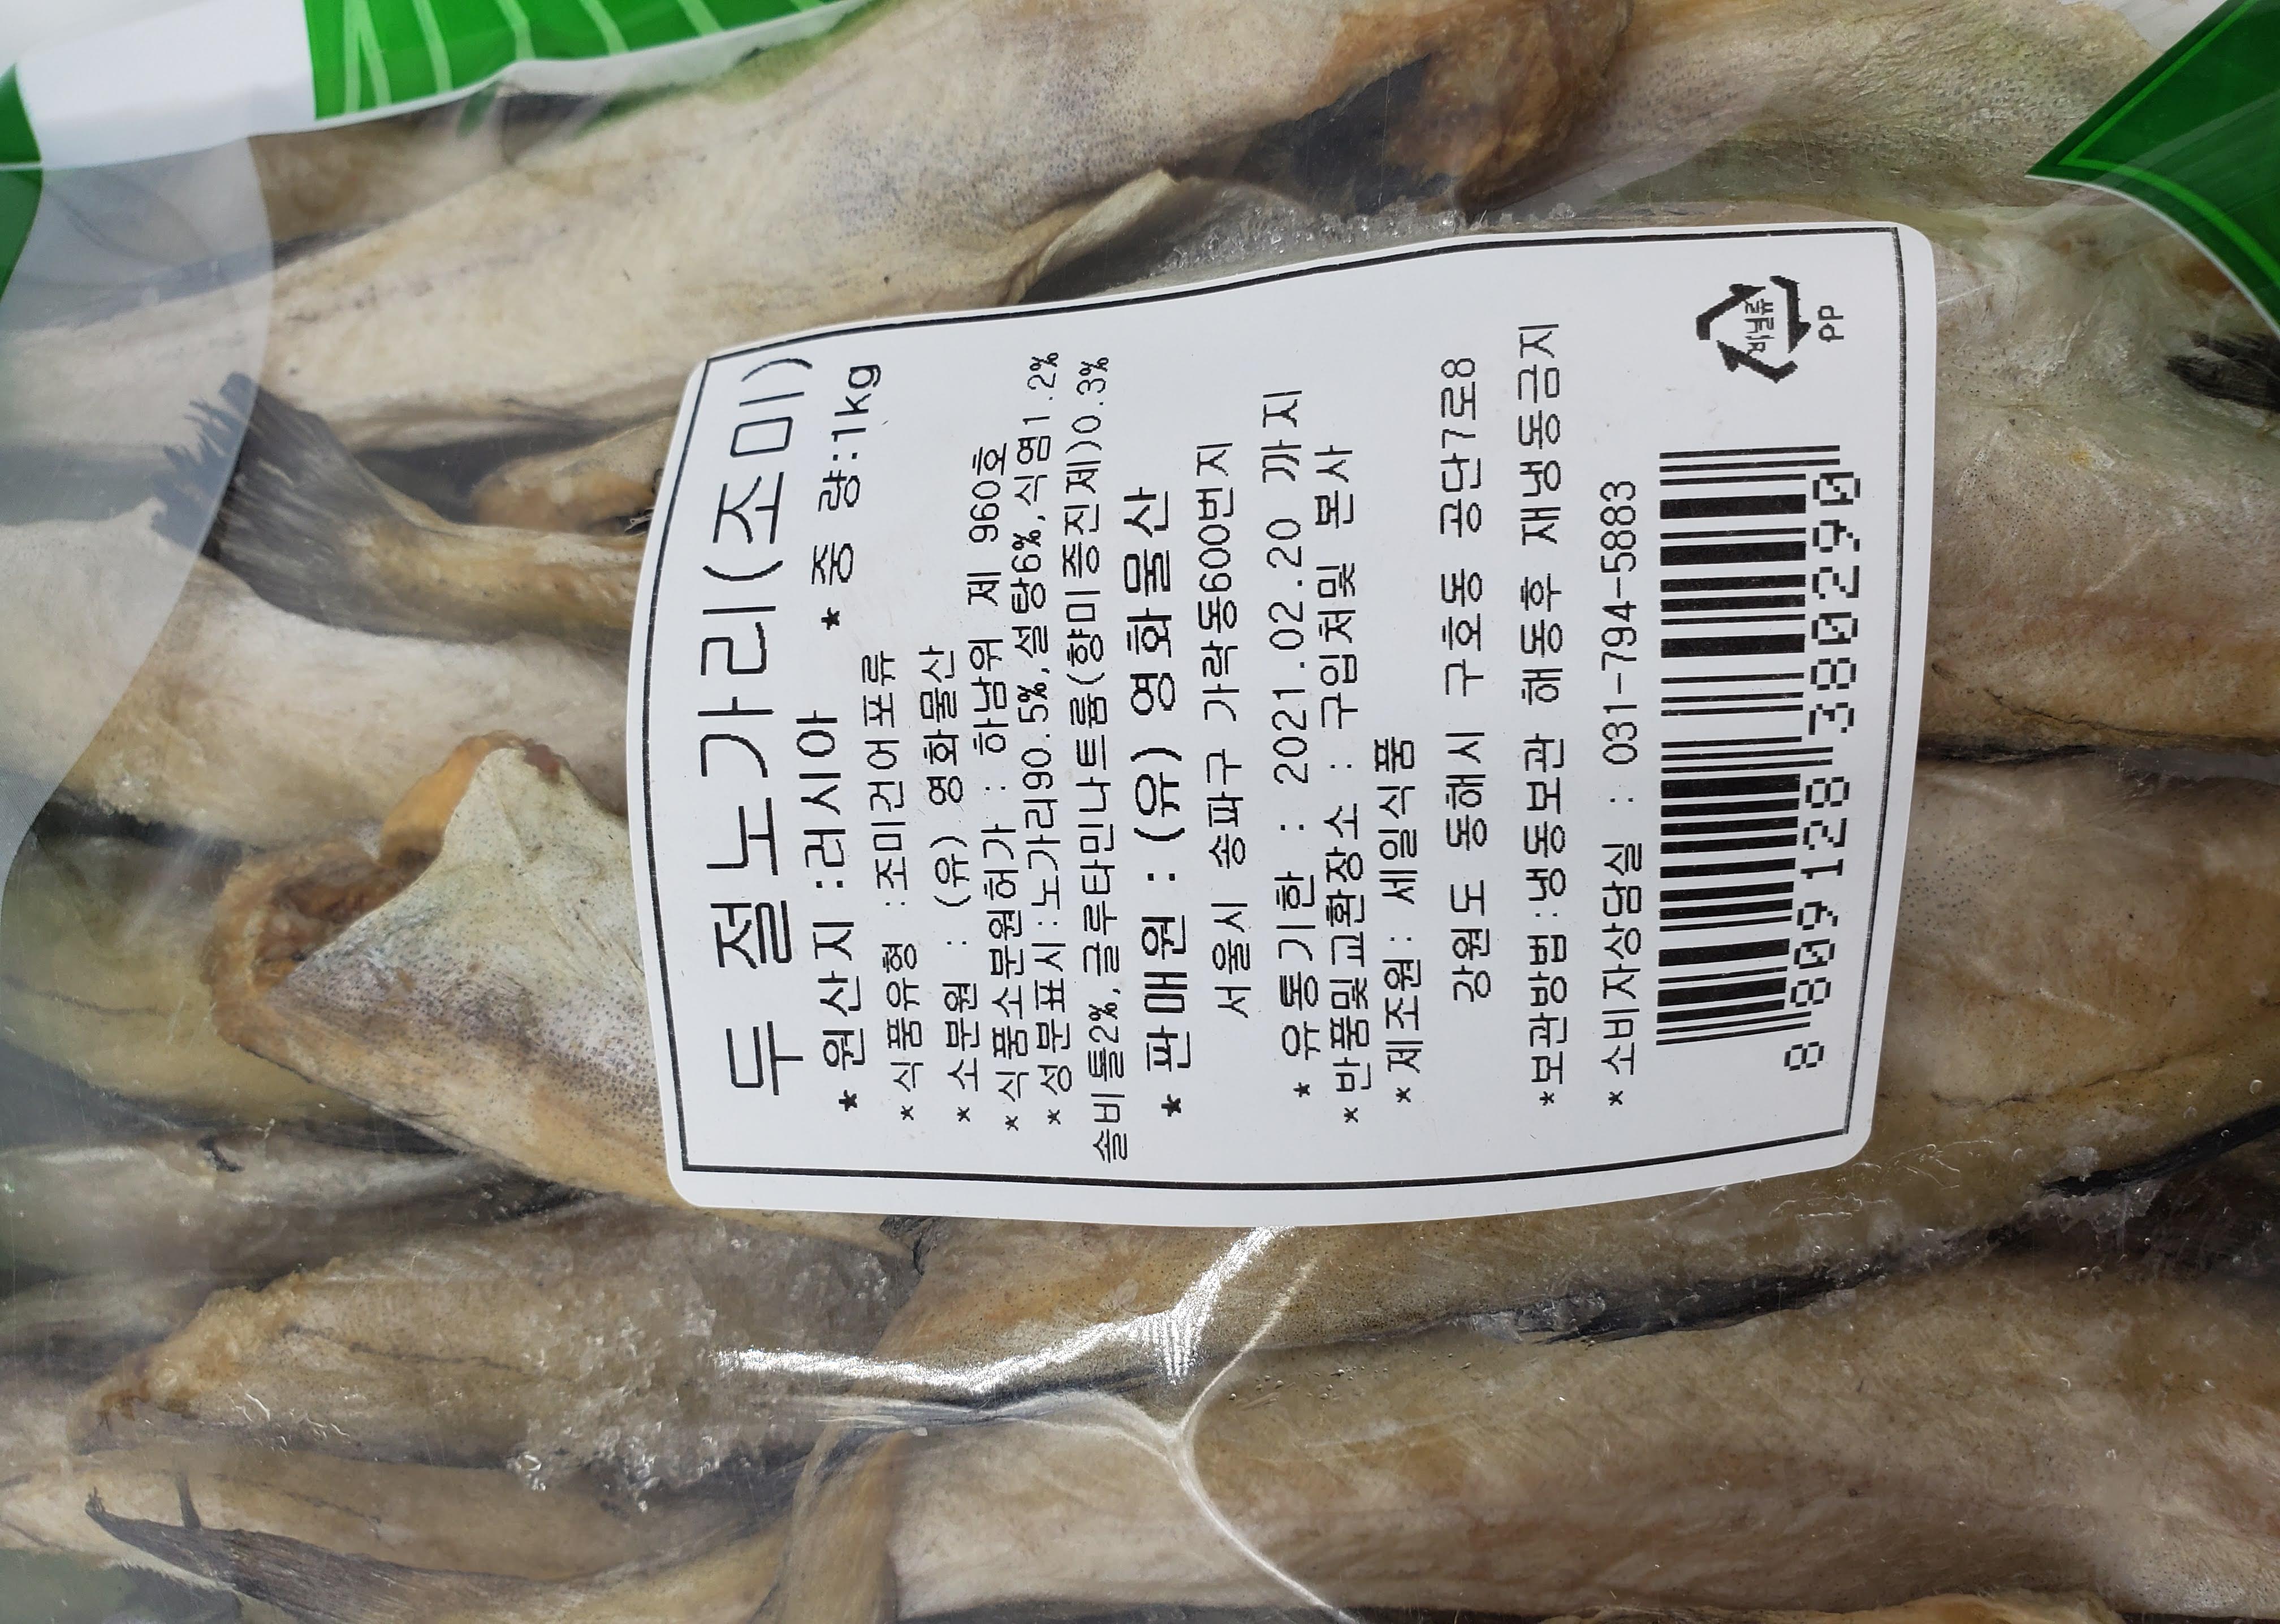 두 절노가리(조미)
* 원산지 :러시아 * 중 량:1kg
*식품유형 :조미건어포류
*소분원 : (유) 영화물산
*식품소분원허가 : 하남위 제 960호
*성분표시:노가리90.5%,설탕6%,식염1.2%
솔비톨2%,글루타민나트륨(향미증진제)0.3%
* 판매원 : (유) 영화물산
서울시 송파구 가락동600번지
* 유통기한 : 2021.02.20 까지
*반품및교환장소 : 구입처및 본사
*제조원: 세일식품
강원도 동해시 구호동 공단7로8
*보관방법:냉동보관 해동후 재냉동금지
*소비자상담실 : 031-794-5883
비닐류
PP
8 809128 380290